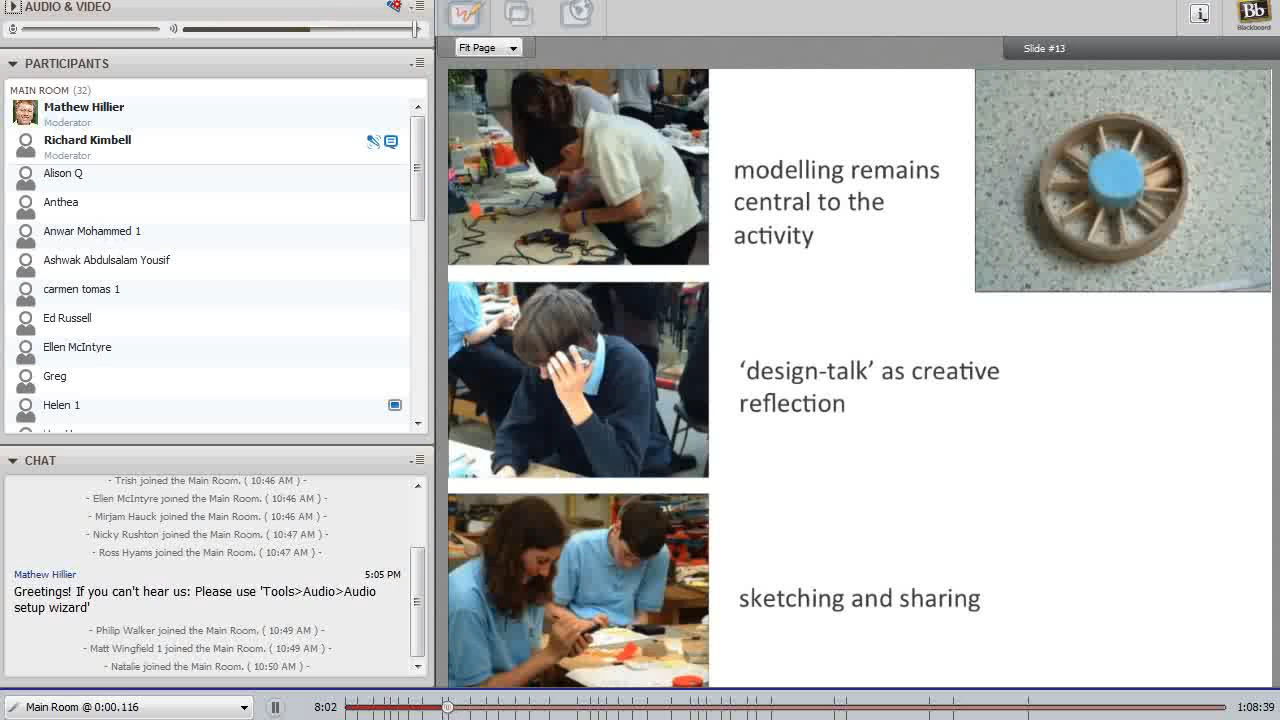 AUDIO & VIDEO
PARTICIPANTS
MAIN ROOM (32)
Mathew Hillier
Moderator
Richard Kimbell
Moderator
Alison Q
Anthea
Anwar Mohammed 1
Ashwak Abdulsalam Yousif
carmen tomas 1
Ed Russell
Ellen McIntyre
Greg
Helen 1
CHAT
- Trish joined the Main Room. ( 10:46 AM ) -
- Ellen McIntyre joined the Main Room. ( 10:46 AM ) -
- Mirjam Hauck joined the Main Room. ( 10:46 AM ) -
- Nicky Rushton joined the Main Room. ( 10:47 AM ) -
- Ross Hyams joined the Main Room. ( 10:47 AM ) -
Mathew Hillier 5:05 PM
Greetings! If you can't hear us: Please use 'Tools>Audio>Audio
setup wizard'
- Philip Walker joined the Main Room. ( 10:49 AM ) -
- Matt Wingfield 1 joined the Main Room. ( 10:49 AM ) -
- Natalie joined the Main Room. ( 10:50 AM ) -
Bb
Blackboard
Fit Page
Slide #13
modelling remains
central to the
activity
‘design-talk’ as creative
reflection
sketching and sharing
Main Room @ 0:00.116
8:02
1:08:39